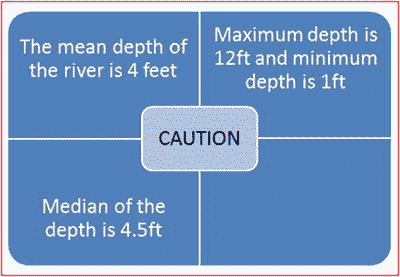 The mean depth of
the river is 4 feet
Maximum depth is
12ft and minimum
depth is 1ft
CAUTION
Median of the
depth is 4.5ft